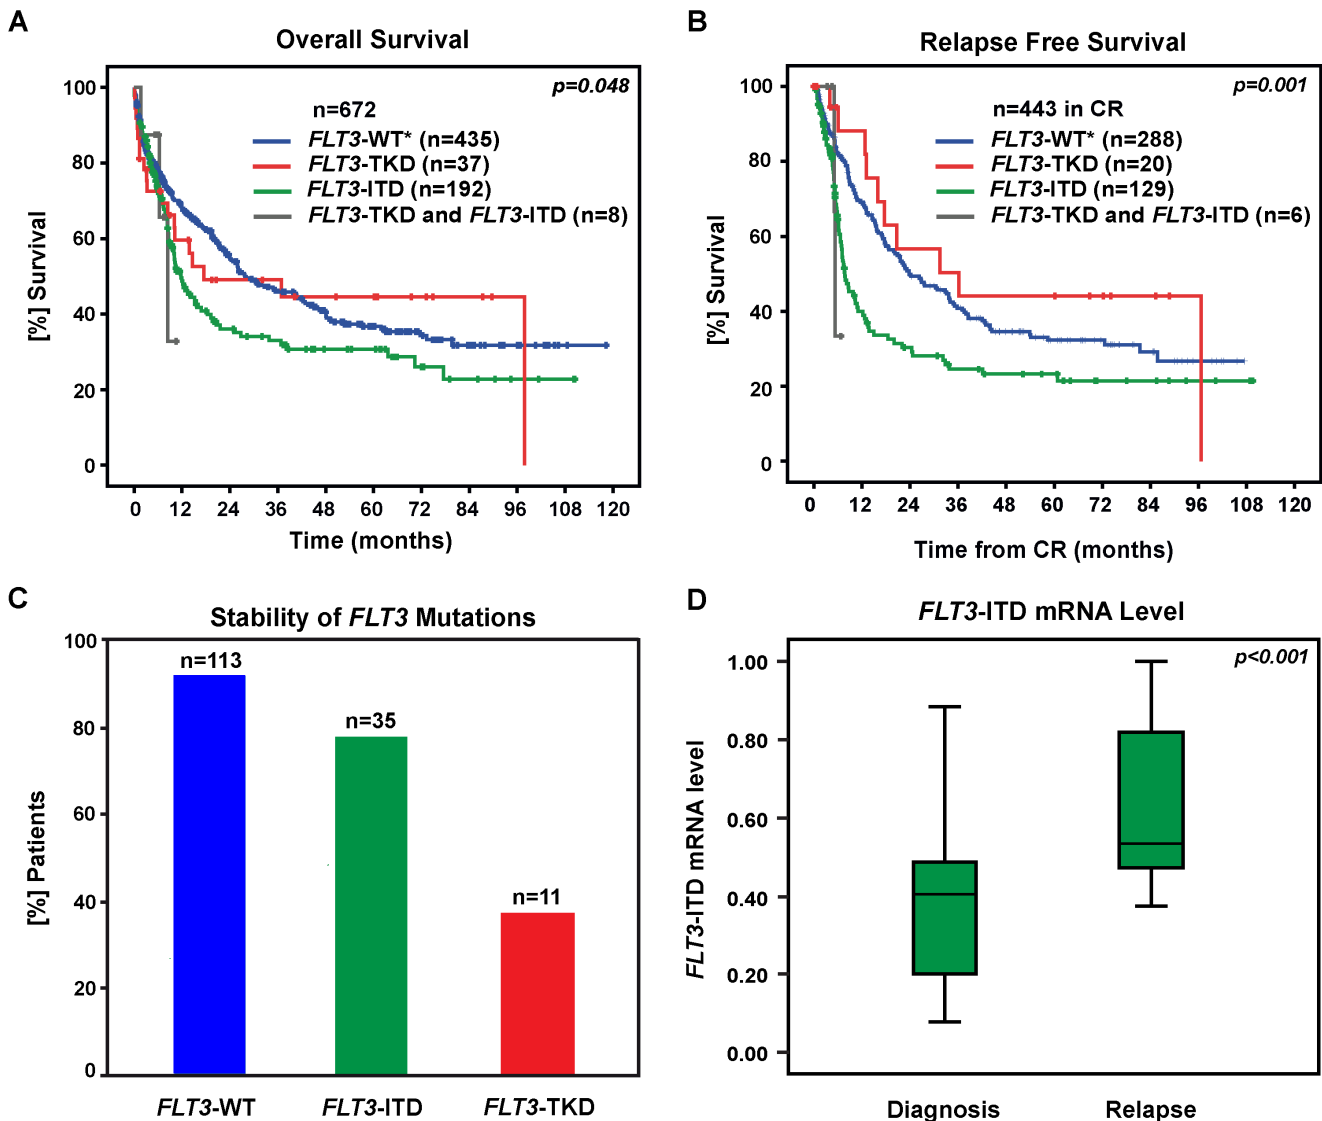 A
Overall Survival
p=0.048
n=672
FLT3-WT* (n=435)
FLT3-TKD (n=37)
FLT3-ITD (n=192)
FLT3-TKD and FLT3-ITD (n=8)
[%] Survival
100
80
60
40
20
0
0 12 24 36 48 60 72 84 96 108 120
Time (months)
B
Relapse Free Survival
p=0.001
n=443 in CR
FLT3-WT* (n=288)
FLT3-TKD (n=20)
FLT3-ITD (n=129)
FLT3-TKD and FLT3-ITD (n=6)
[%] Survival
100
80
60
40
20
0
0 12 24 36 48 60 72 84 96 108 120
Time from CR (months)
C
Stability of FLT3 Mutations
[%] Patients
100
80
60
40
20
0
n=113
n=35
n=11
FLT3-WT FLT3-ITD FLT3-TKD
D
FLT3-ITD mRNA Level
p<0.001
FLT3-ITD mRNA level
1.00
0.80
0.60
0.40
0.20
0.00
Diagnosis Relapse